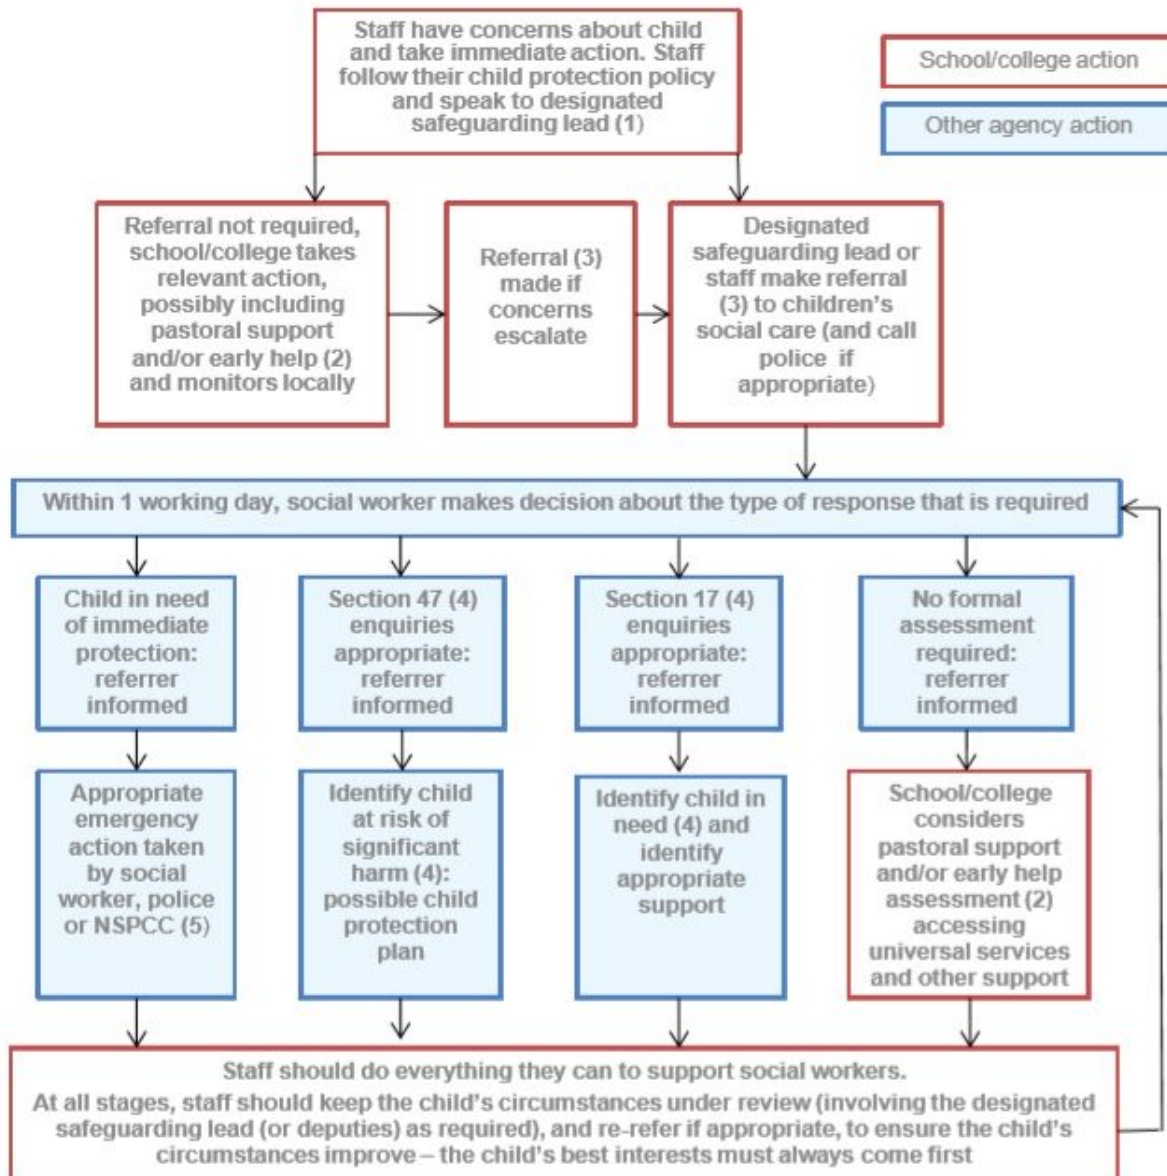 Staff have concerns about child
and take immediate action. Staff
follow their child protection policy
and speak to designated
safeguarding lead (1)
School/college action
Other agency action
Referral not required,
school/college takes
relevant action,
possibly including
pastoral support
and/or early help (2)
and monitors locally
Referral (3)
made if
concerns
escalate
Designated
safeguarding lead or
staff make referral
(3) to children’s
social care (and call
police if
appropriate)
Within 1 working day, social worker makes decision about the type of response that is required
Child in need
of immediate
protection:
referrer
informed
Section 47 (4)
enquiries
appropriate:
referrer
informed
Section 17 (4)
enquiries
appropriate:
referrer
informed
No formal
assessment
required:
referrer
informed
Appropriate
emergency
action taken
by social
worker, police
or NSPCC (5)
Identify child
at risk of
significant
harm (4):
possible child
protection
plan
Identify child in
need (4) and
identify
appropriate
support
School/college
considers
pastoral support
and/or early help
assessment (2)
accessing
universal services
and other support
Staff should do everything they can to support social workers.
At all stages, staff should keep the child’s circumstances under review (involving the designated
safeguarding lead (or deputies) as required), and re-refer if appropriate, to ensure the child’s
circumstances improve – the child’s best interests must always come first